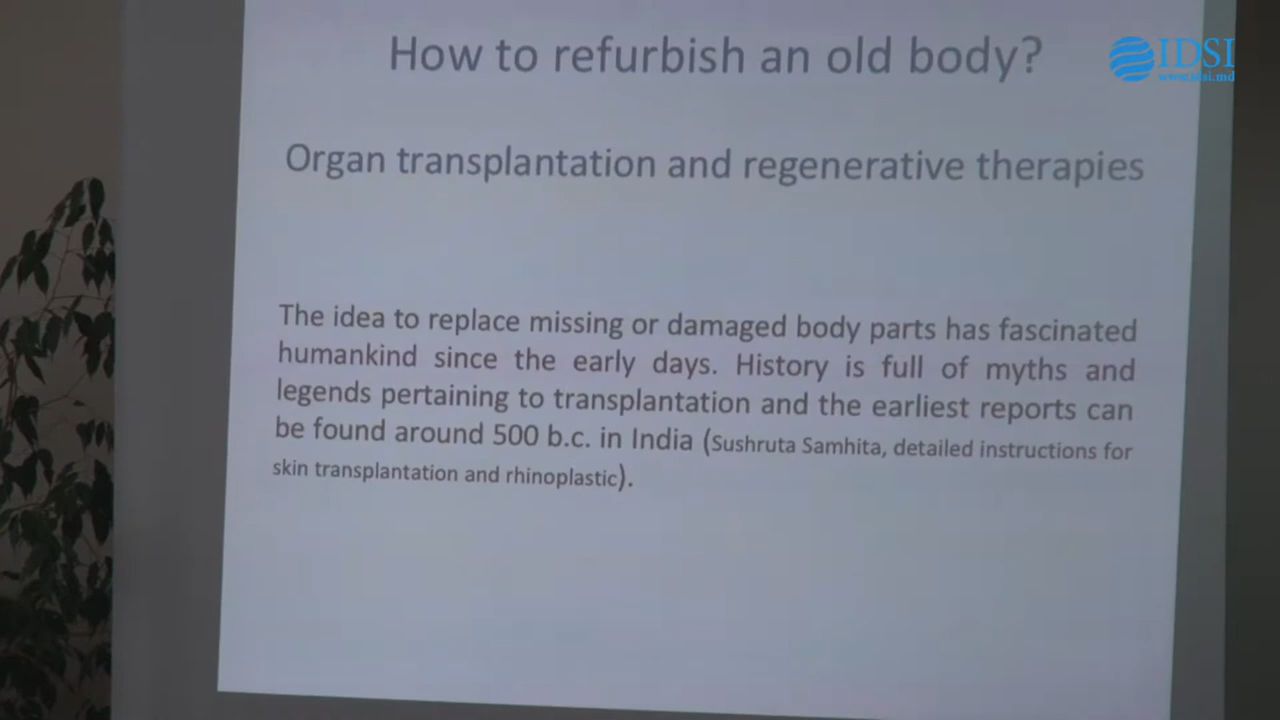 How to refurbish an old body?
IDSI
www.idsi.md
Organ transplantation and regenerative therapies
The idea to replace missing or damaged body parts has fascinated
humankind since the early days. History is full of myths and
legends pertaining to transplantation and the earliest reports can
be found around 500 b.c. in India (Sushruta Samhita, detailed instructions for
skin transplantation and rhinoplastic).